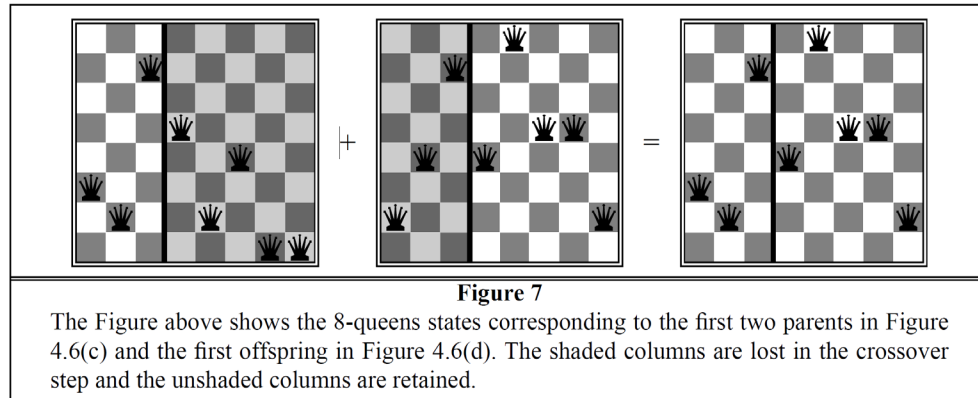 +
=
Figure 7
The Figure above shows the 8-queens states corresponding to the first two parents in Figure
4.6(c) and the first offspring in Figure 4.6(d). The shaded columns are lost in the crossover
step and the unshaded columns are retained.